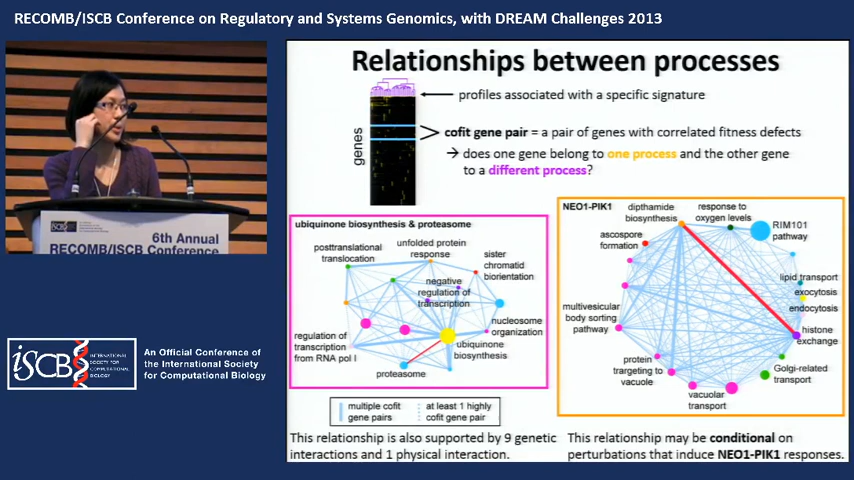 RECOMB/ISCB Conference on Regulatory and Systems Genomics, with DREAM Challenges 2013
Relationships between processes
profiles associated with a specific signature
genes
cofit gene pair = a pair of genes with correlated fitness defects
→ does one gene belong to one process and the other gene
to a different process?
ubiquinone biosynthesis & proteasome
posttranslational
translocation
unfolded protein
response
sister
chromatid
biorientation
negative
regulation of
transcription
nucleosome
organization
regulation of
transcription
from RNA pol I
ubiquinone
biosynthesis
proteasome
NEO1-PIK1
dipthamide
biosynthesis
response to
oxygen levels
RIM101
pathway
ascospore
formation
lipid transport
exocytosis
endocytosis
multivesicular
body sorting
pathway
histone
exchange
protein
targeting to
vacuole
Golgi-related
transport
vacuolar
transport
multiple cofit
gene pairs
at least 1 highly
cofit gene pair
This relationship is also supported by 9 genetic
interactions and 1 physical interaction.
This relationship may be conditional on
perturbations that induce NEO1-PIK1 responses.
6th Annual
RECOMB/ISCB Conference
iSCB
INTERNATIONAL
SOCIETY FOR
COMPUTATIONAL
BIOLOGY
An Official Conference of
the International Society
for Computational Biology